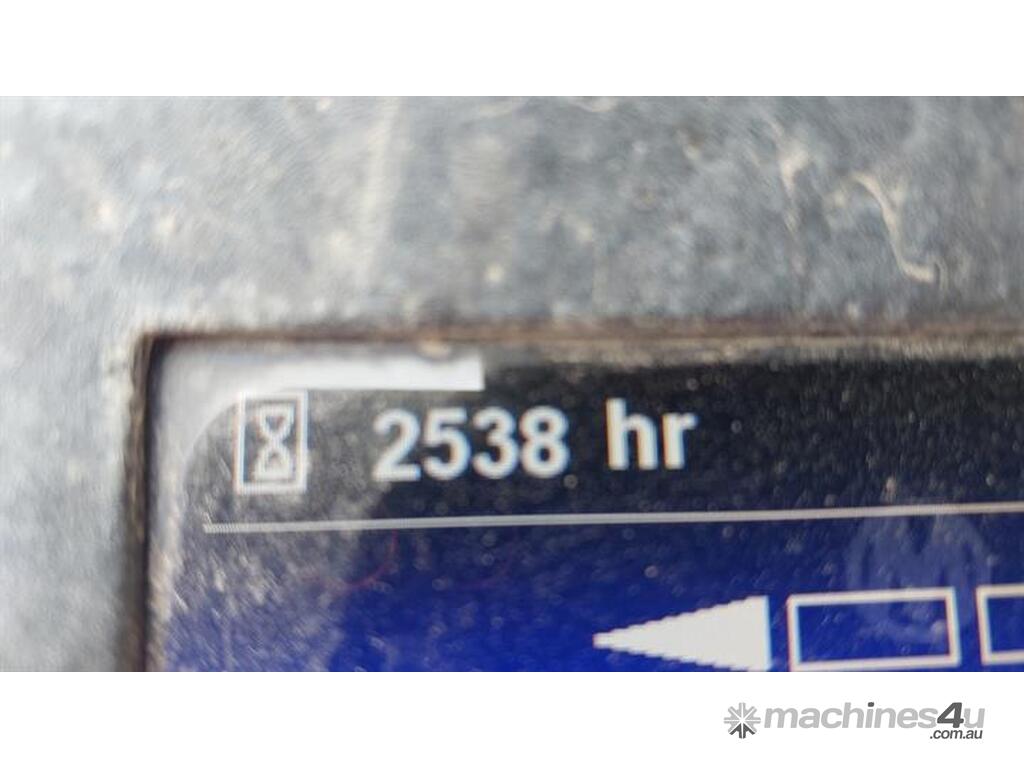 2538 hr
M
machines4u
.com.au